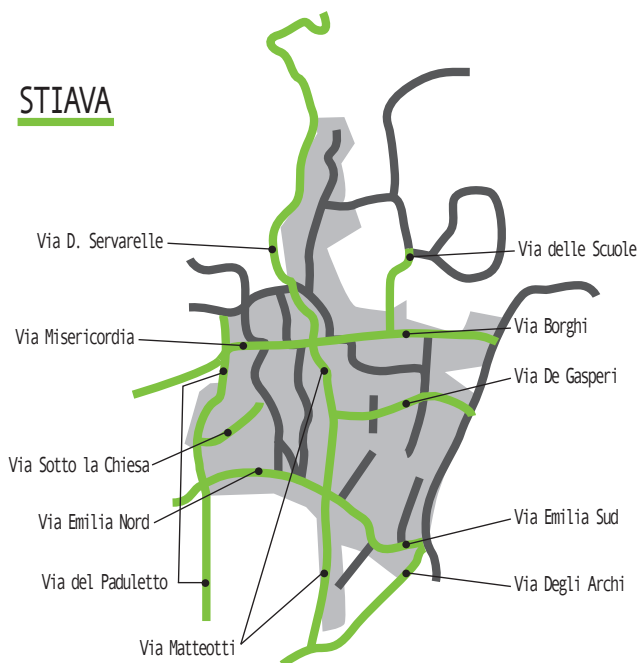 STIAVA
Via D. Servarelle
Via delle Scuole
Via Misericordia
Via Borghi
Via De Gasperi
Via Sotto la Chiesa
Via Emilia Nord
Via Emilia Sud
Via del Paduletto
Via Degli Archi
Via Matteotti